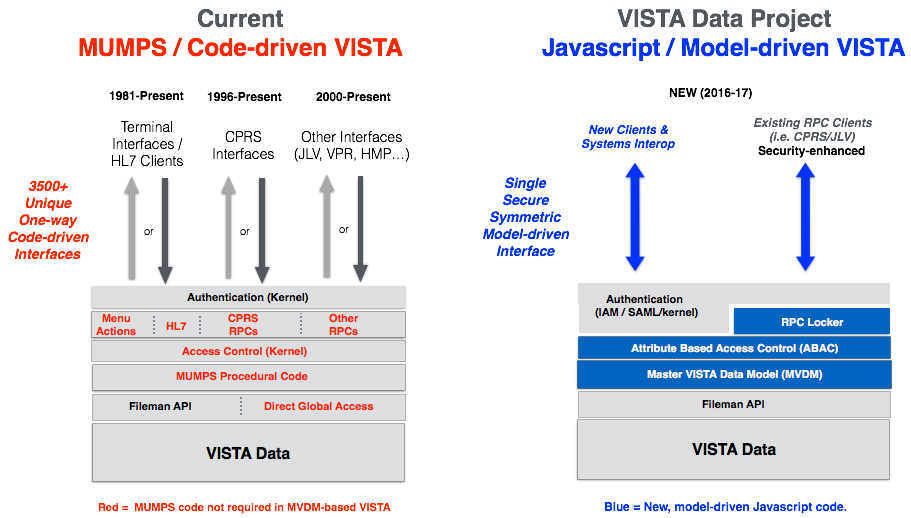 Current
MUMPS / Code-driven VISTA
1981-Present
1996-Present
2000-Present
Terminal
Interfaces /
HL7 Clients
CPRS
Interfaces
Other Interfaces
(JLV, VPR, HMP…)
3500+
Unique
One-way
Code-driven
Interfaces
or
or
or
Authentication (Kernel)
Menu
Actions
HL7
CPRS
RPCs
Other
RPCs
Access Control (Kernel)
MUMPS Procedural Code
Fileman API
Direct Global Access
VISTA Data
Red = MUMPS code not required in MVDM-based VISTA
VISTA Data Project
Javascript / Model-driven VISTA
NEW (2016-17)
New Clients &
Systems Interop
Existing RPC Clients
(i.e. CPRS/JLV)
Security-enhanced
Single
Secure
Symmetric
Model-driven
Interface
Authentication
(IAM / SAML/kernel)
RPC Locker
Attribute Based Access Control (ABAC)
Master VISTA Data Model (MVDM)
Fileman API
VISTA Data
Blue = New, model-driven Javascript code.